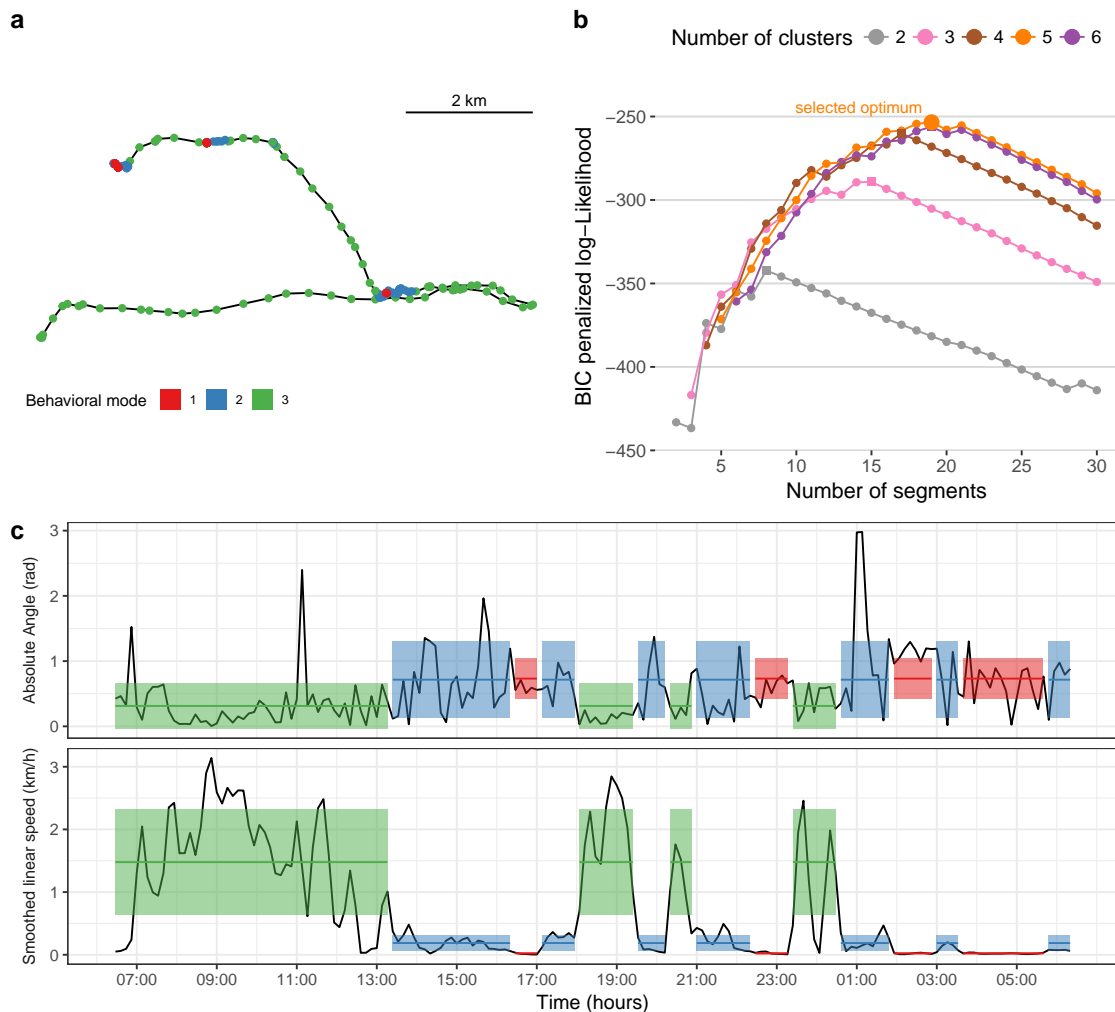 a
2 km
Behavioral mode 1 2 3
b
Number of clusters 2 3 4 5 6
selected optimum
BIC penalized log−Likelihood
−250
−300
−350
−400
−450
5 10 15 20 25 30
Number of segments
c
Absolute Angle (rad)
3
2
1
0
Smoothed linear speed (km/h)
3
2
1
0
07:00 09:00 11:00 13:00 15:00 17:00 19:00 21:00 23:00 01:00 03:00 05:00
Time (hours)